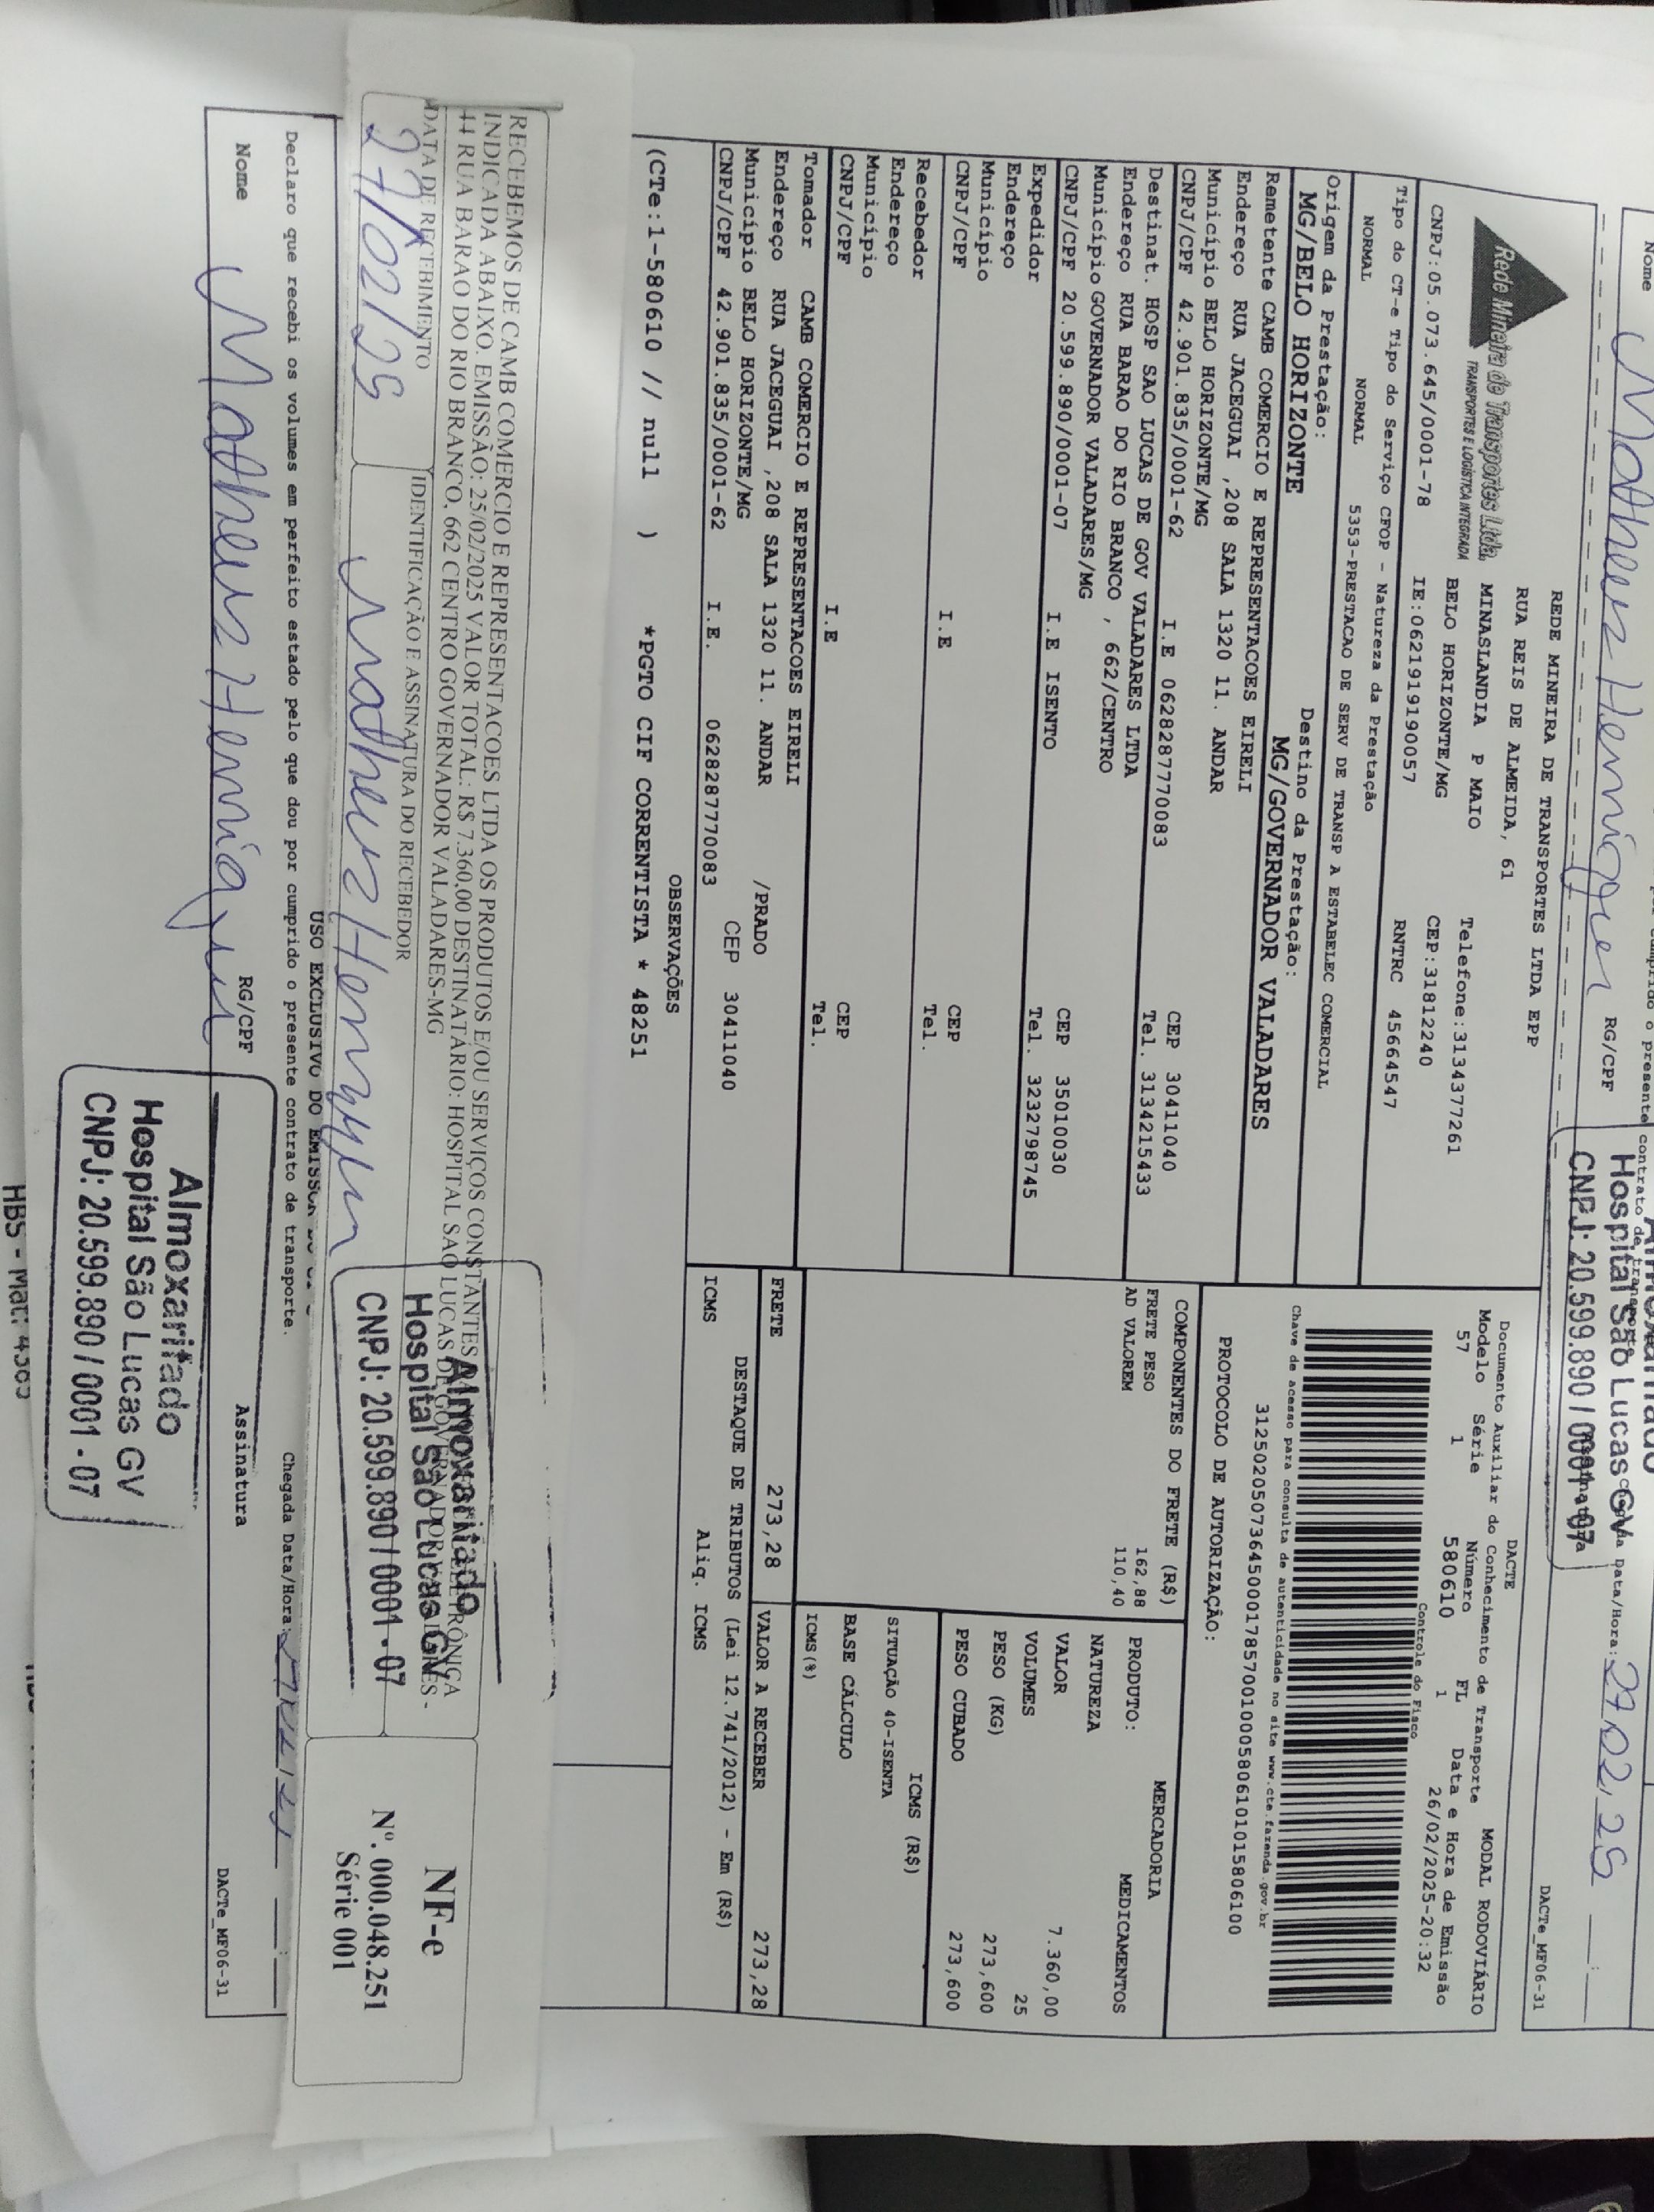 Nome
Matheus Henrique
RG/CPF
Hospital São Lucas GV
CNPJ: 20.599.890 / 0001 - 07
Data/Hora: 27,02,25
DACTe_MF06-31
Rede Mineira de Transportes Ltda.
TRANSPORTES E LOGÍSTICA INTEGRADA
REDE MINEIRA DE TRANSPORTES LTDA EPP
RUA REIS DE ALMEIDA, 61
MINASLANDIA P MAIO Telefone:3134377261
BELO HORIZONTE/MG CEP:31812240
CNPJ:05.073.645/0001-78 IE:0621919190057 RNTRC 45664547
Tipo do CT-e Tipo do Serviço CFOP - Natureza da Prestação
NORMAL NORMAL 5353-PRESTACAO DE SERV DE TRANSP A ESTABELEC COMERCIAL
DACTE
Documento Auxiliar do Conhecimento de Transporte MODAL RODOVIÁRIO
Modelo Série Número FL Data e Hora de Emissão
57 1 580610 1 26/02/2025-20:32
Controle do Fisco
Chave de acesso para consulta de autenticidade no site www.cte.fazenda.gov.br
31250205073645000178570010005806101015806100
PROTOCOLO DE AUTORIZAÇÃO:
Origem da Prestação: Destino da Prestação:
MG/BELO HORIZONTE MG/GOVERNADOR VALADARES
Remetente CAMB COMERCIO E REPRESENTACOES EIRELI
Endereço RUA JACEGUAI ,208 SALA 1320 11. ANDAR
Município BELO HORIZONTE/MG CEP 30411040
CNPJ/CPF 42.901.835/0001-62 I.E 0628287770083 Tel. 3134215433
Destinat. HOSP SAO LUCAS DE GOV VALADARES LTDA
Endereço RUA BARAO DO RIO BRANCO , 662/CENTRO
Município GOVERNADOR VALADARES/MG CEP 35010030
CNPJ/CPF 20.599.890/0001-07 I.E ISENTO Tel. 3232798745
Expedidor
Endereço
Município CEP
CNPJ/CPF I.E Tel.
Recebedor
Endereço
Município CEP
CNPJ/CPF I.E Tel.
Tomador CAMB COMERCIO E REPRESENTACOES EIRELI
Endereço RUA JACEGUAI ,208 SALA 1320 11. ANDAR
Município BELO HORIZONTE/MG /PRADO CEP 30411040
CNPJ/CPF 42.901.835/0001-62 I.E. 0628287770083
COMPONENTES DO FRETE (R$)
FRETE PESO 162,88
AD VALOREM 110,40
MERCADORIA
PRODUTO: MEDICAMENTOS
NATUREZA
VALOR 7.360,00
VOLUMES 25
PESO (KG) 273,600
PESO CUBADO 273,600
ICMS (R$)
SITUAÇÃO 40-ISENTA
BASE CÁLCULO
ICMS(%)
FRETE 273,28 VALOR A RECEBER 273,28
DESTAQUE DE TRIBUTOS (Lei 12.741/2012) - Em (R$)
ICMS Aliq. ICMS
OBSERVAÇÕES
(CTe:1-580610 // null ) *PGTO CIF CORRENTISTA * 48251
RECEBEMOS DE CAMB COMERCIO E REPRESENTACOES LTDA OS PRODUTOS E/OU SERVIÇOS CONSTANTES
INDICADA ABAIXO. EMISSÃO: 25/02/2025 VALOR TOTAL: R$ 7.360,00 DESTINATÁRIO: HOSPITAL SAO LUCAS
44 RUA BARAO DO RIO BRANCO, 662 CENTRO GOVERNADOR VALADARES-MG
DATA DE RECEBIMENTO IDENTIFICAÇÃO E ASSINATURA DO RECEBEDOR
27/02/25 Matheus Henrique
Almoxarifado
Hospital São Lucas GV
CNPJ: 20.599.890 / 0001 - 07
NF-e
Nº. 000.048.251
Série 001
USO EXCLUSIVO DO EMISSOR
Declaro que recebi os volumes em perfeito estado pelo que dou por cumprido o presente contrato de transporte. Chegada Data/Hora:
Nome Matheus Henrique RG/CPF Assinatura DACTe_MF06-31
Almoxarifado
Hospital São Lucas GV
CNPJ: 20.599.890 / 0001 - 07
HBS - Mat: 4365